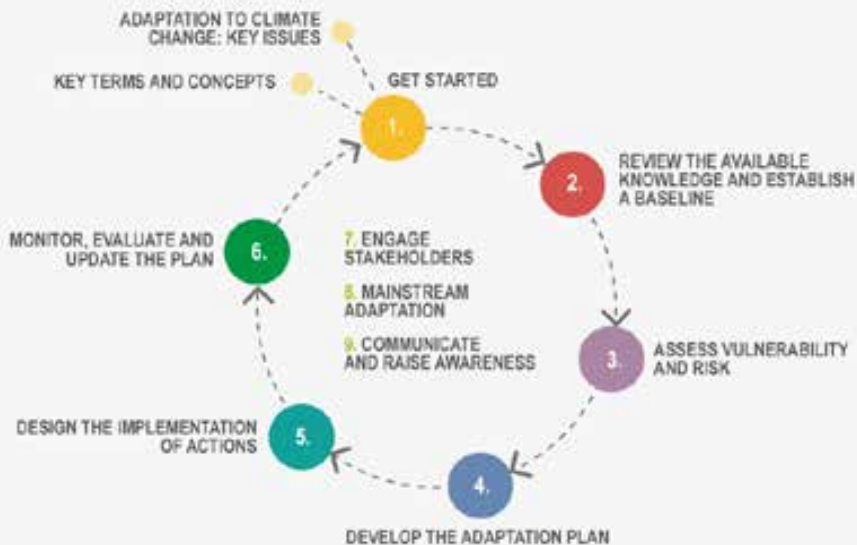 ADAPTATION TO CLIMATE
CHANGE: KEY ISSUES
KEY TERMS AND CONCEPTS
GET STARTED
1.
2.
REVIEW THE AVAILABLE
KNOWLEDGE AND ESTABLISH
A BASELINE
3.
ASSESS VULNERABILITY
AND RISK
4.
DEVELOP THE ADAPTATION PLAN
5.
DESIGN THE IMPLEMENTATION
OF ACTIONS
6.
MONITOR, EVALUATE AND
UPDATE THE PLAN
7. ENGAGE
STAKEHOLDERS
8. MAINSTREAM
ADAPTATION
9. COMMUNICATE
AND RAISE AWARENESS